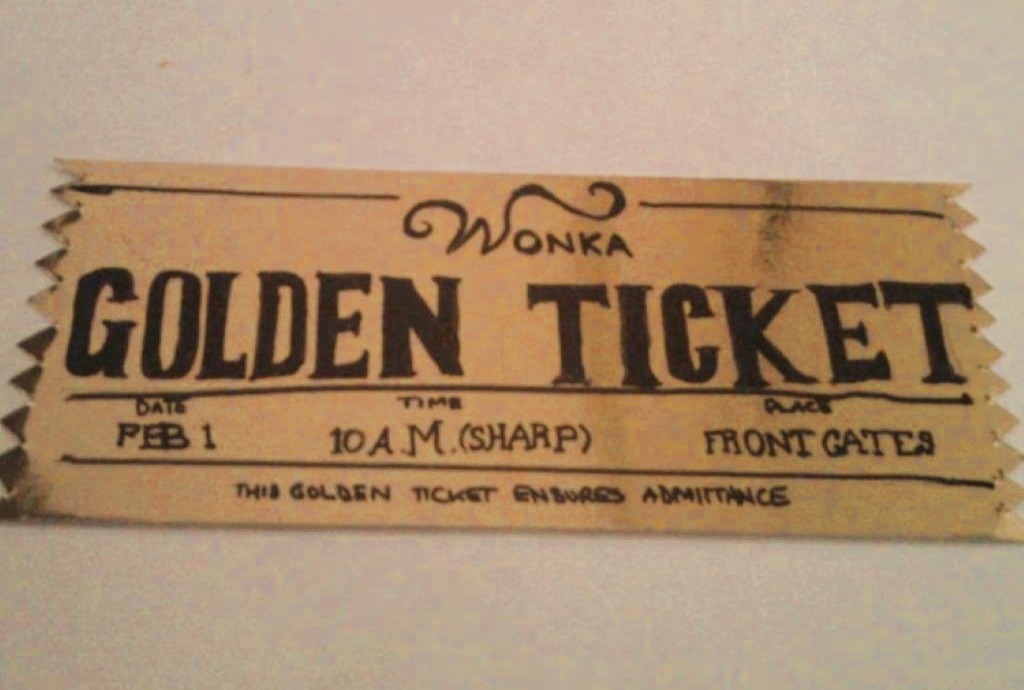 WONKA
GOLDEN TICKET
DATE TIME PLACE
FEB 1 10 A.M. (SHARP) FRONT GATES
THIS GOLDEN TICKET ENSURES ADMITTANCE